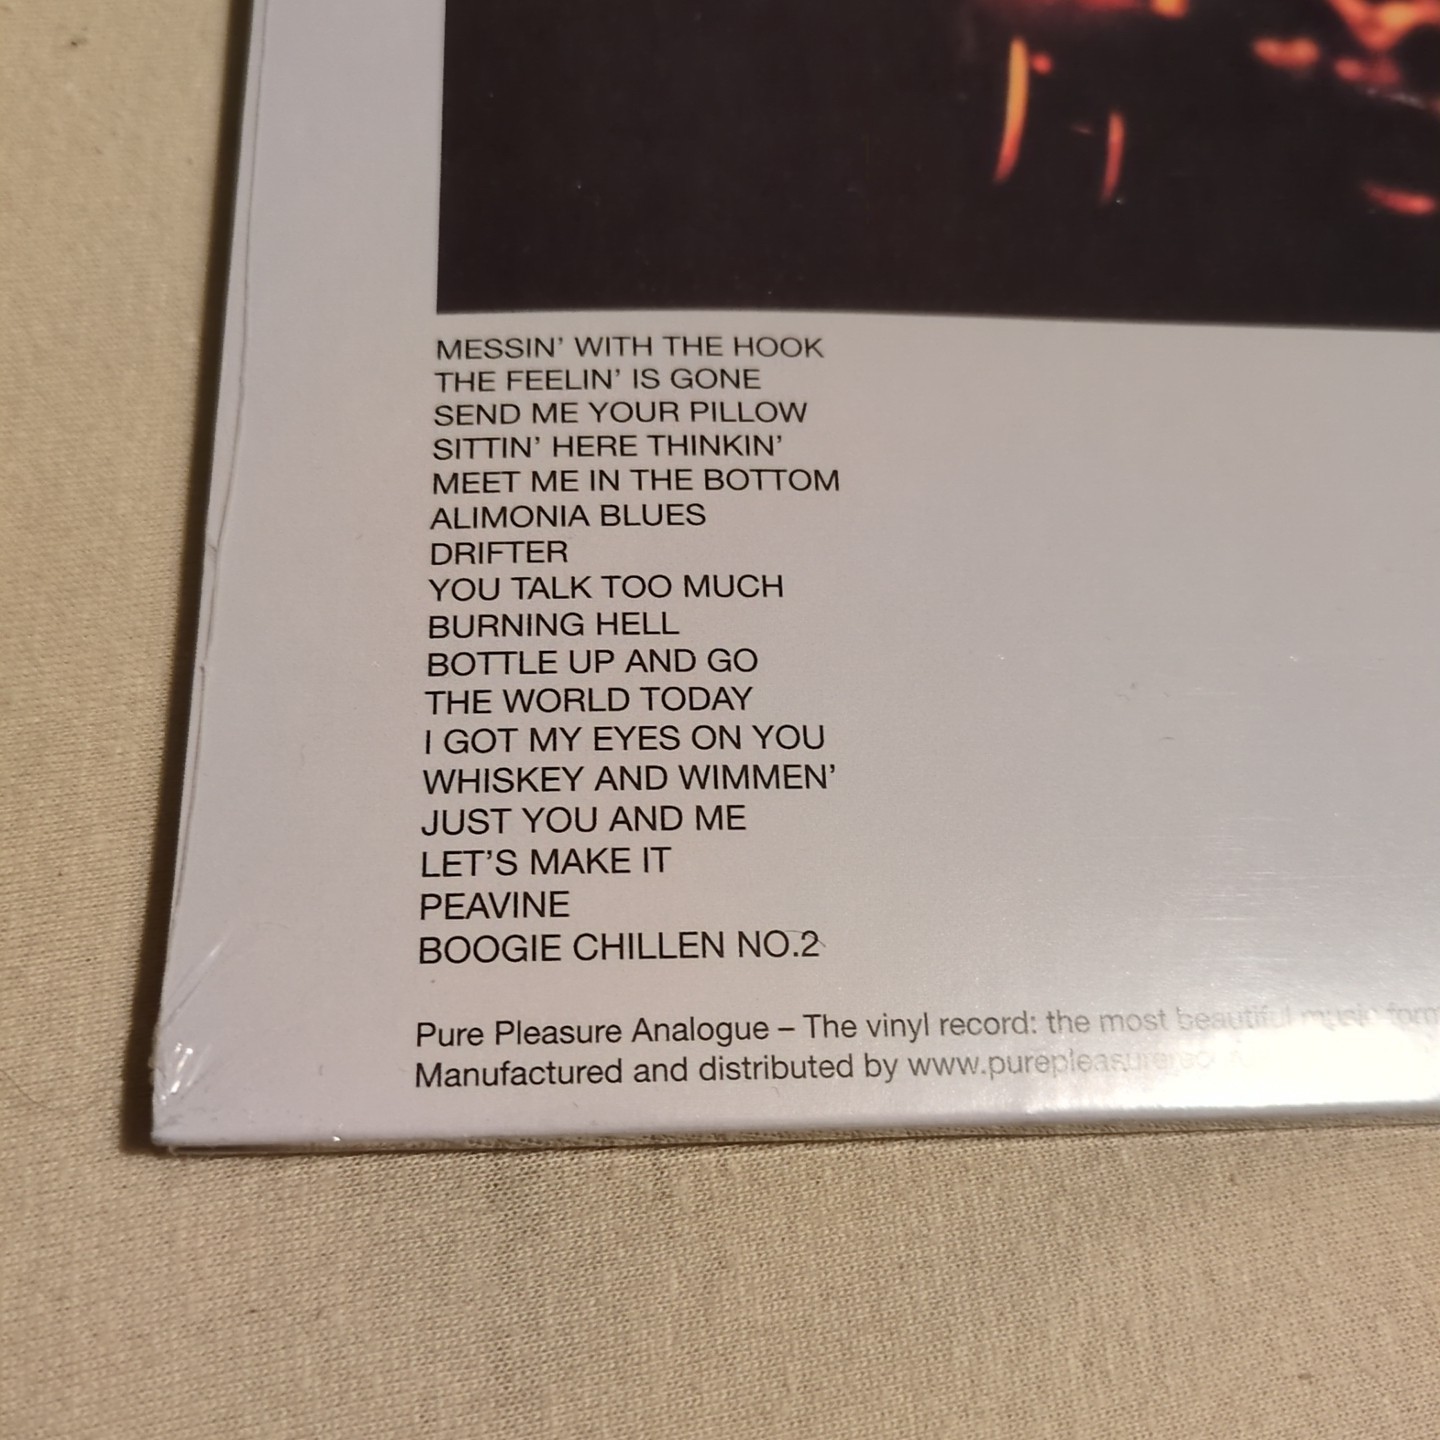 MESSIN' WITH THE HOOK
THE FEELIN' IS GONE
SEND ME YOUR PILLOW
SITTIN' HERE THINKIN'
MEET ME IN THE BOTTOM
ALIMONIA BLUES
DRIFTER
YOU TALK TOO MUCH
BURNING HELL
BOTTLE UP AND GO
THE WORLD TODAY
I GOT MY EYES ON YOU
WHISKEY AND WIMMEN'
JUST YOU AND ME
LET'S MAKE IT
PEAVINE
BOOGIE CHILLEN NO.2
Pure Pleasure Analogue – The vinyl record: the most beautiful music
Manufactured and distributed by